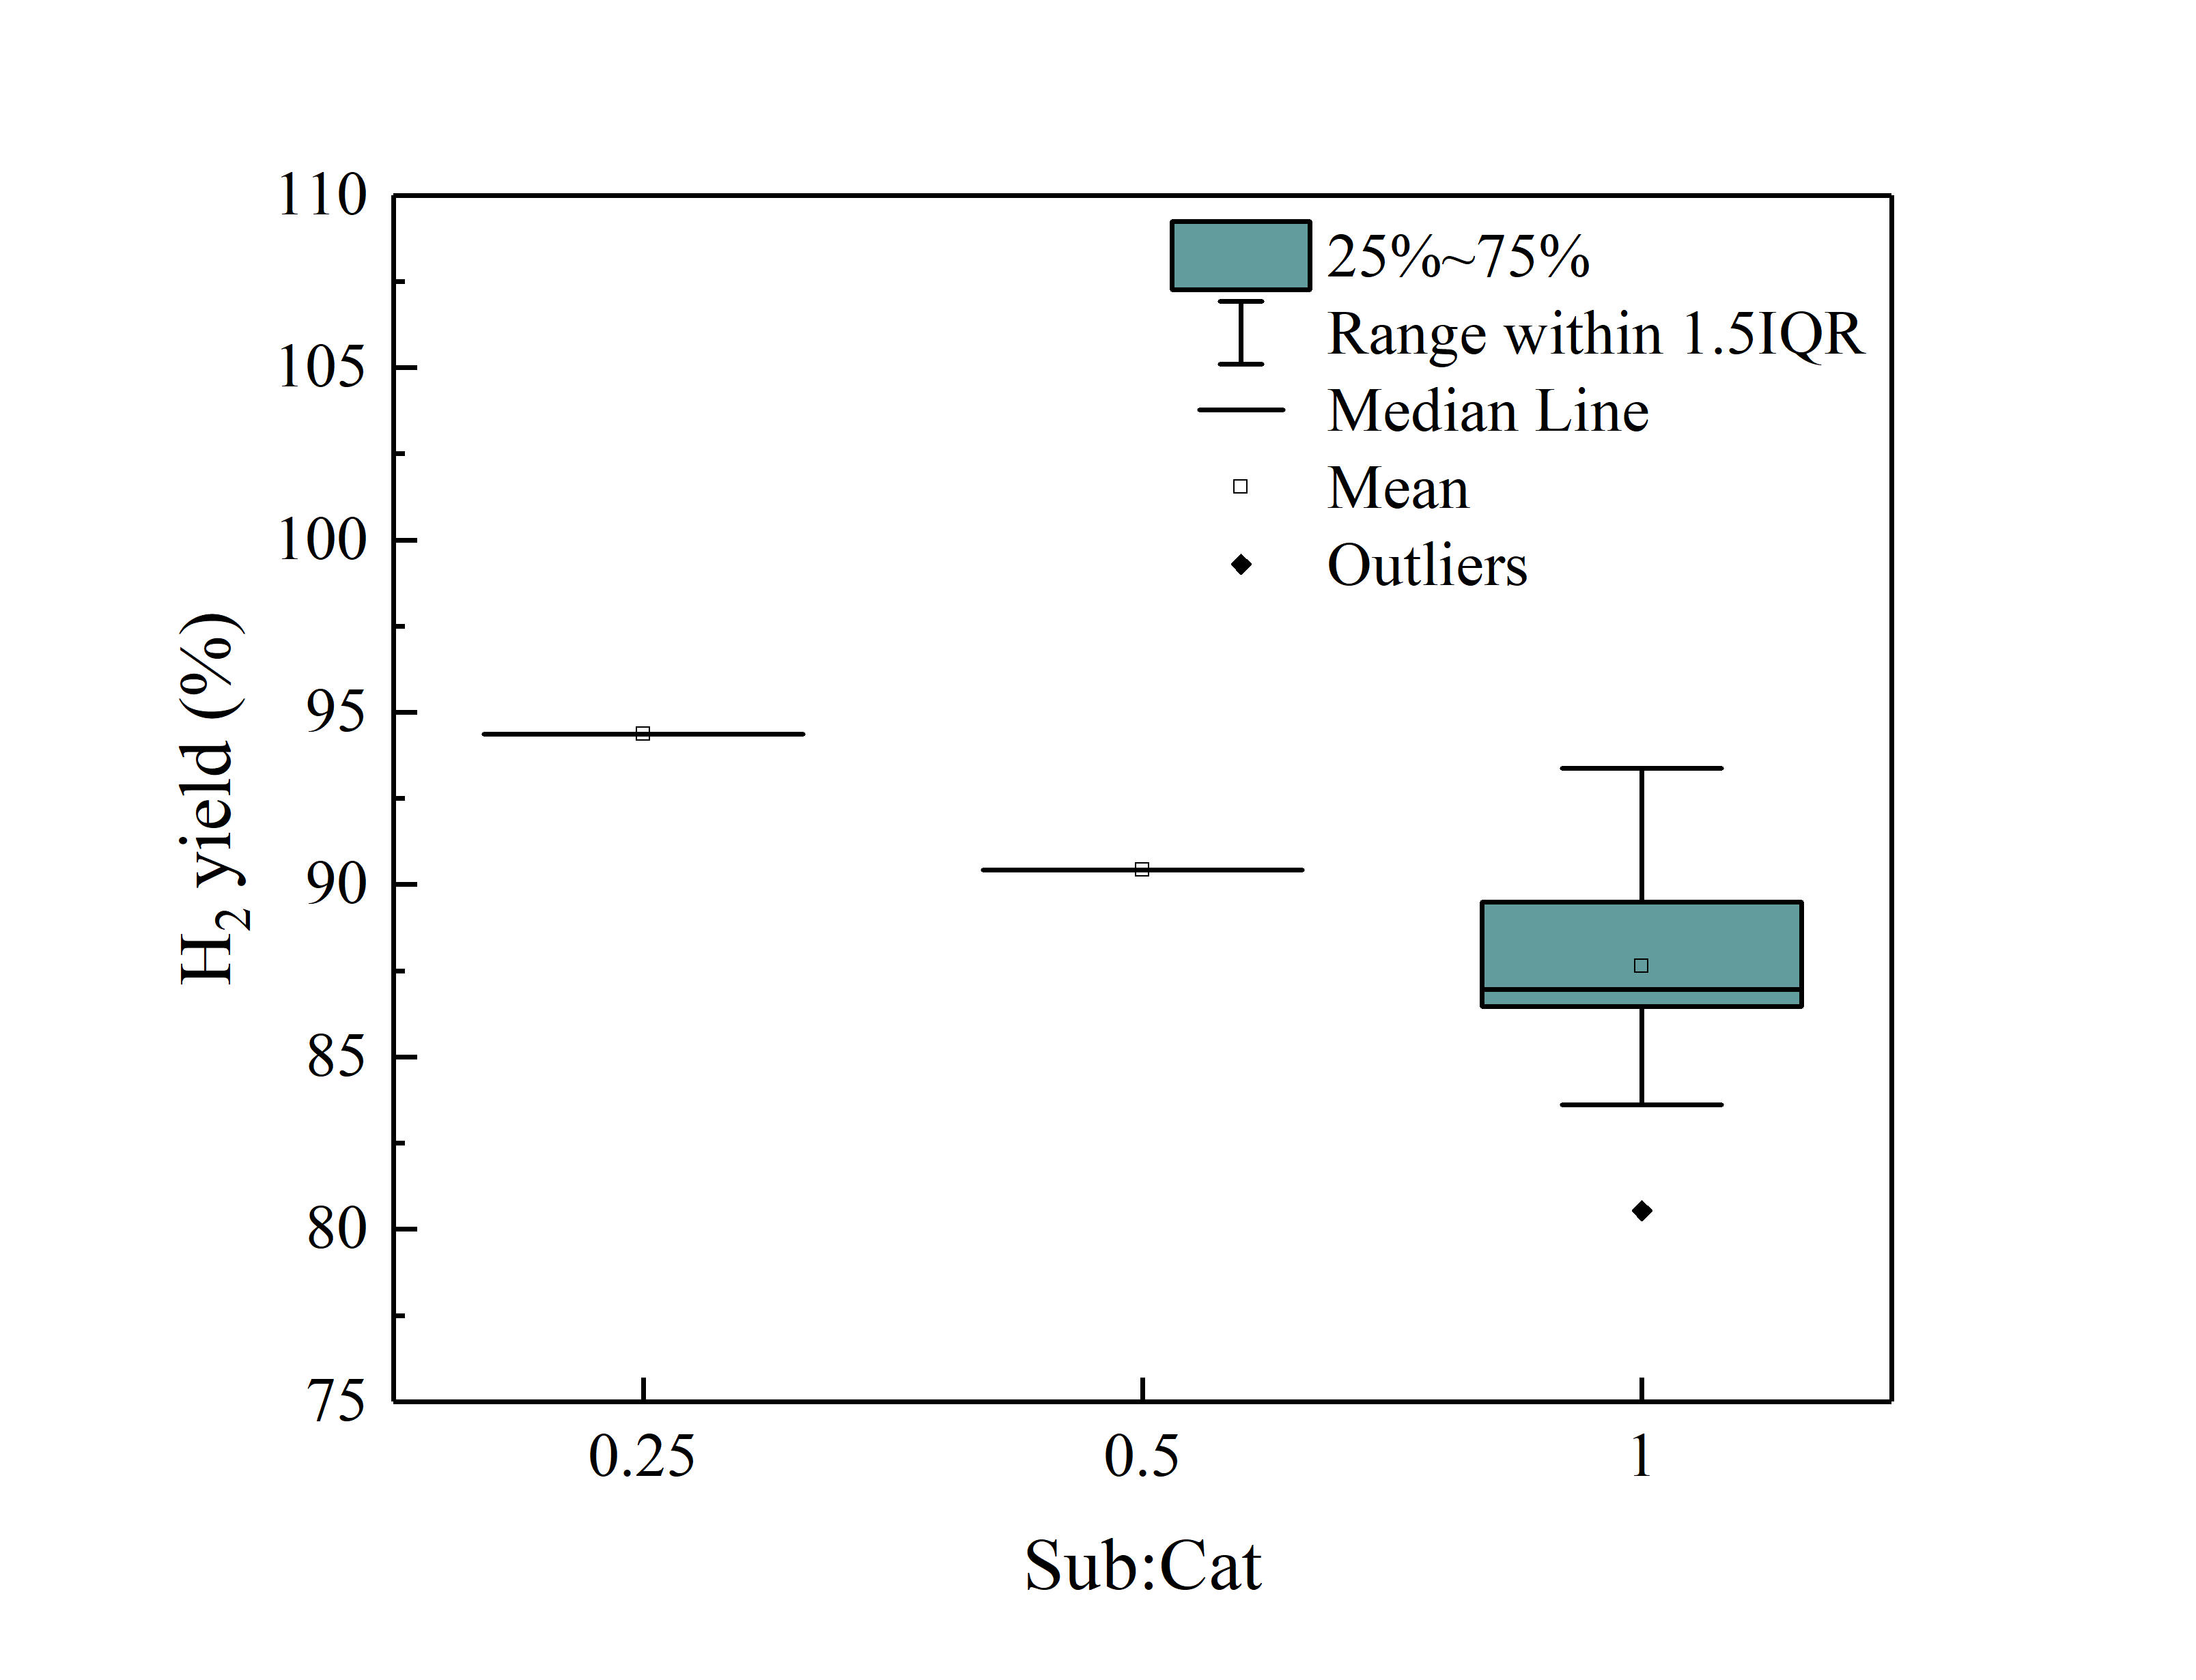 110
105
100
95
90
85
80
75
H₂ yield (%)
25%~75%
Range within 1.5IQR
Median Line
Mean
Outliers
0.25
0.5
1
Sub:Cat